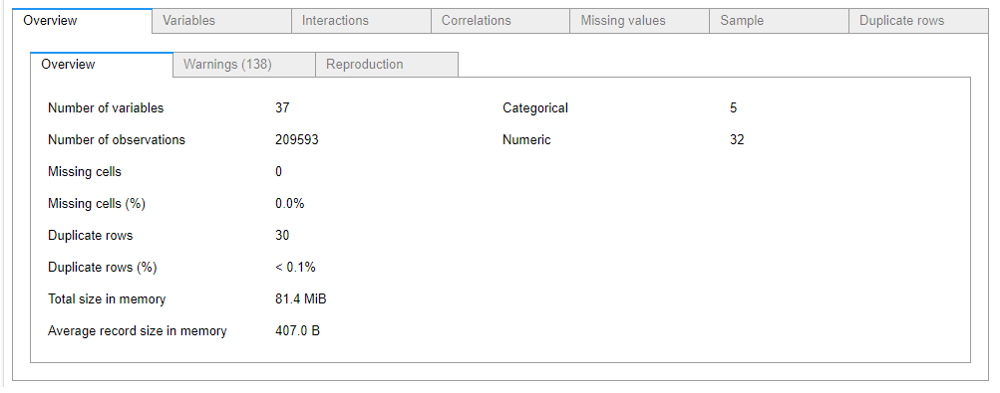 Overview Variables Interactions Correlations Missing values Sample Duplicate rows
Overview Warnings (138) Reproduction
Number of variables 37 Categorical 5
Number of observations 209593 Numeric 32
Missing cells 0
Missing cells (%) 0.0%
Duplicate rows 30
Duplicate rows (%) < 0.1%
Total size in memory 81.4 MiB
Average record size in memory 407.0 B